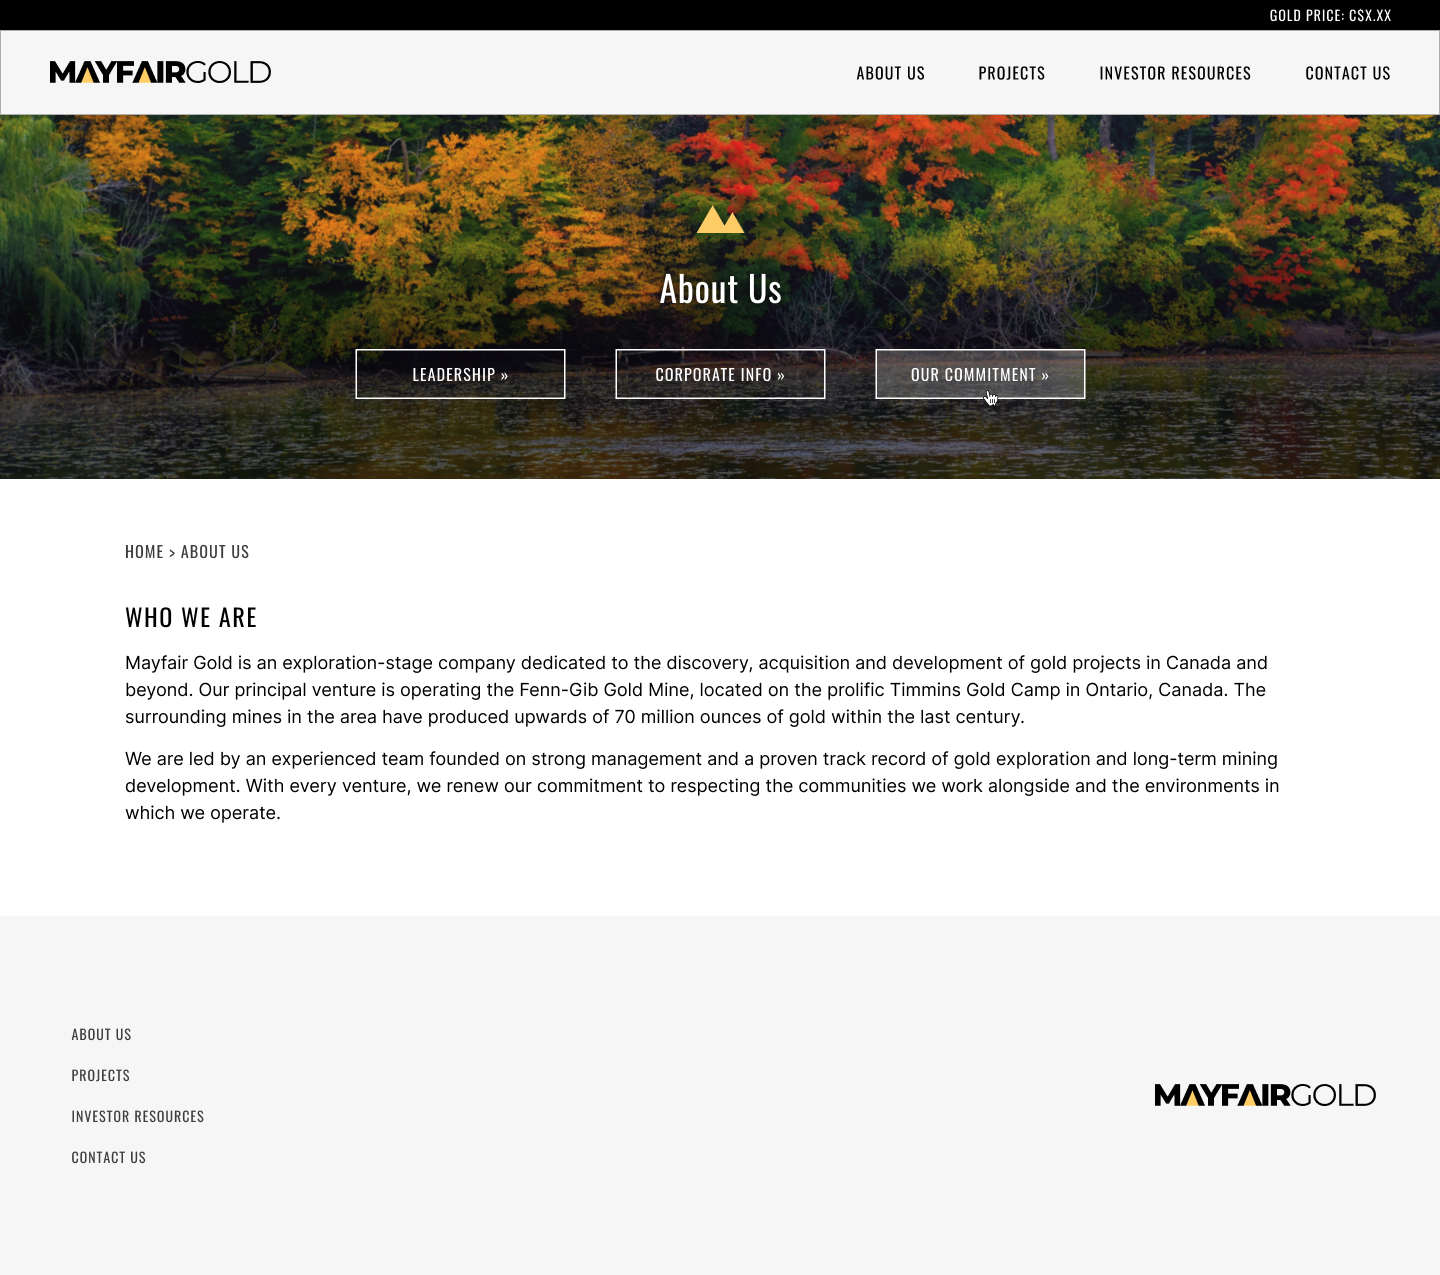 GOLD PRICE: C$X.XX
MAYFAIRGOLD
ABOUT US
PROJECTS
INVESTOR RESOURCES
CONTACT US
About Us
LEADERSHIP »
CORPORATE INFO »
OUR COMMITMENT »
HOME > ABOUT US
WHO WE ARE
Mayfair Gold is an exploration-stage company dedicated to the discovery, acquisition and development of gold projects in Canada and
beyond. Our principal venture is operating the Fenn-Gib Gold Mine, located on the prolific Timmins Gold Camp in Ontario, Canada. The
surrounding mines in the area have produced upwards of 70 million ounces of gold within the last century.
We are led by an experienced team founded on strong management and a proven track record of gold exploration and long-term mining
development. With every venture, we renew our commitment to respecting the communities we work alongside and the environments in
which we operate.
ABOUT US
PROJECTS
INVESTOR RESOURCES
CONTACT US
MAYFAIRGOLD